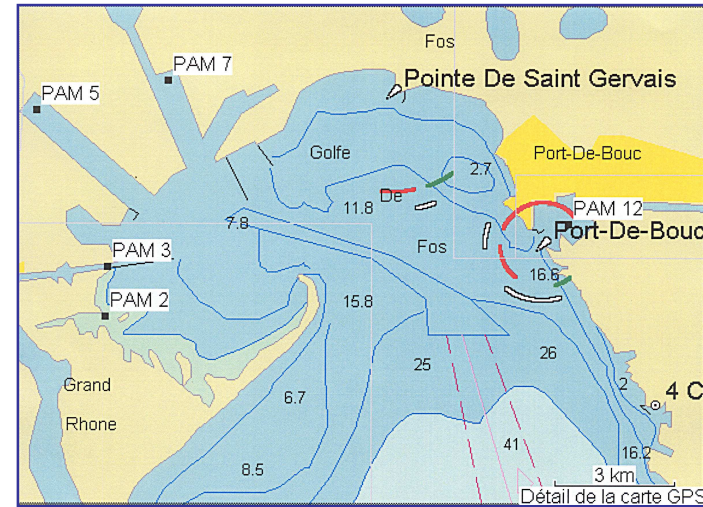 Fos
PAM 7
Pointe De Saint Gervais
PAM 5
Golfe
Port-De-Bouc
2.7
De
11.8
PAM 12
7.8
Port-De-Bouc
Fos
PAM 3
16.6
15.8
PAM 2
26
25
Grand
2
4 C
6.7
Rhone
41
16.2
8.5
3 km
Détail de la carte GPS